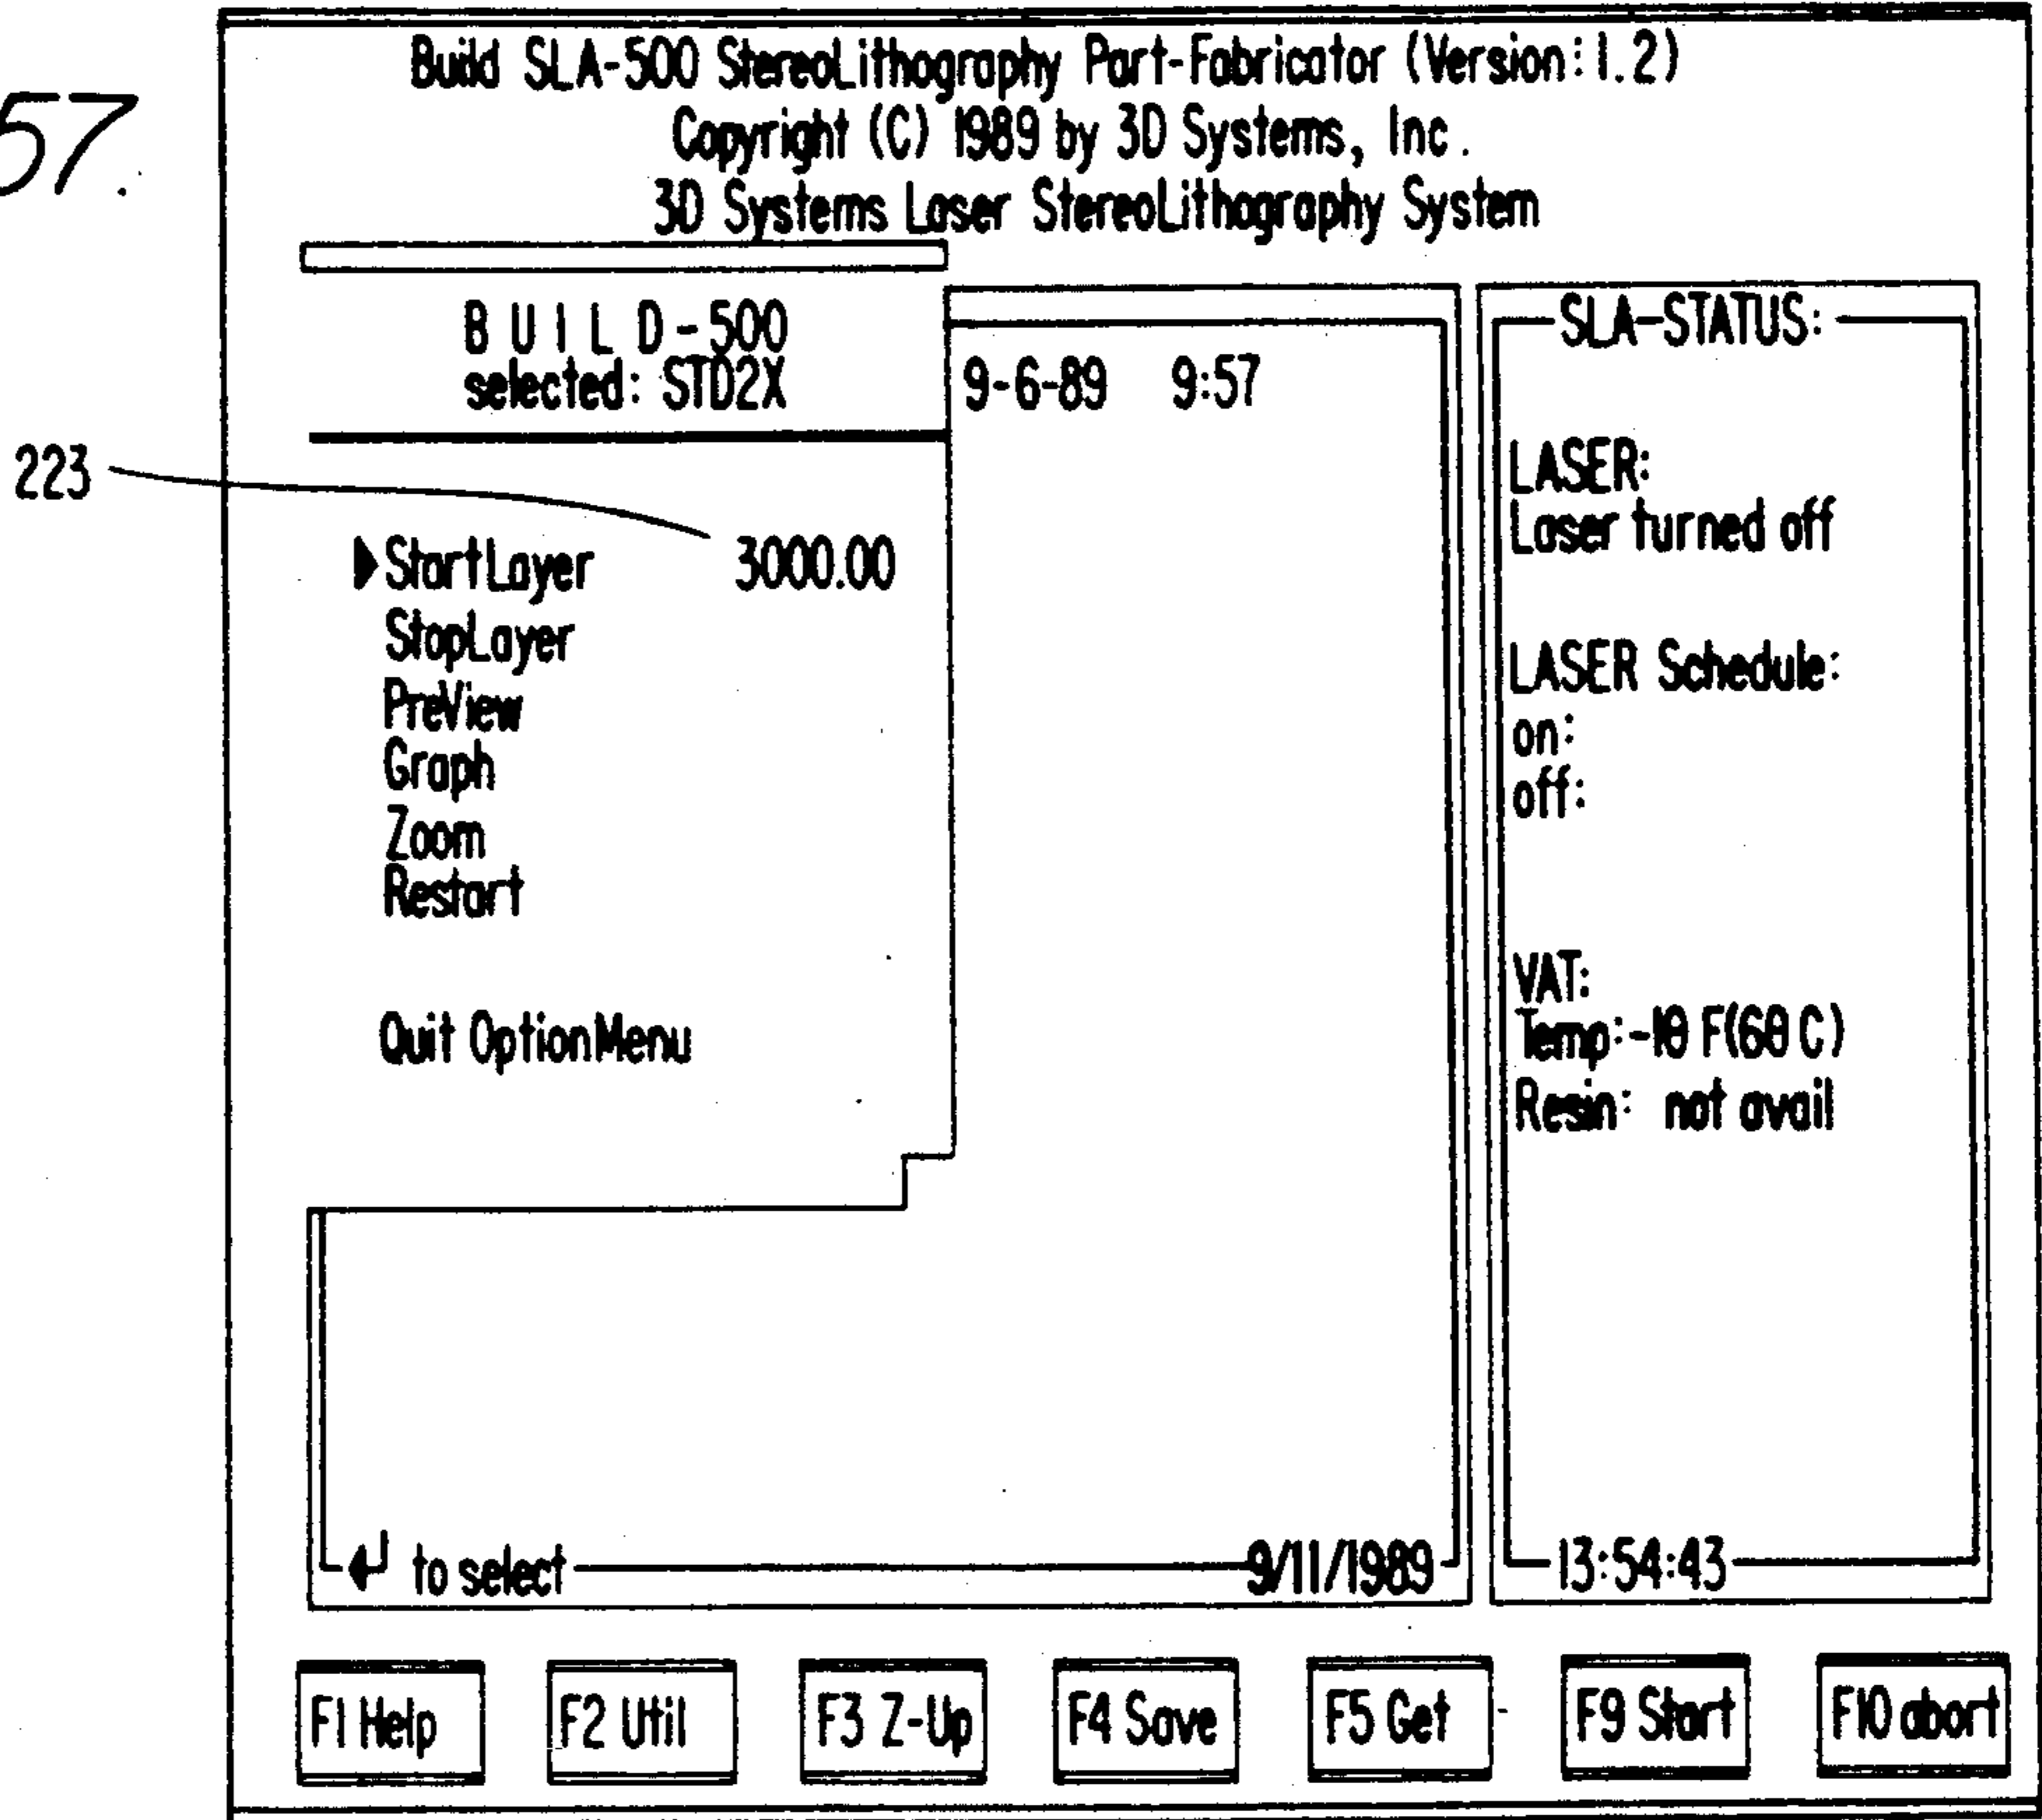 57.
Build SLA-500 StereoLithography Part-Fabricator (Version: 1.2)
Copyright (C) 1989 by 3D Systems, Inc.
3D Systems Laser StereoLithography System
BUILD-500
selected: STD2X
9-6-89 9:57
223
StartLayer 3000.00
StopLayer
PreView
Graph
Zoom
Restart
Quit OptionMenu
to select
9/11/1989
SLA-STATUS:
LASER:
Laser turned off
LASER Schedule:
on:
off:
VAT:
Temp: F
Resin: not avail
13:54:43
F1 Help
F2 Util
F3 Z-Up
F4 Save
F5 Get
F9 Start
F10 abort